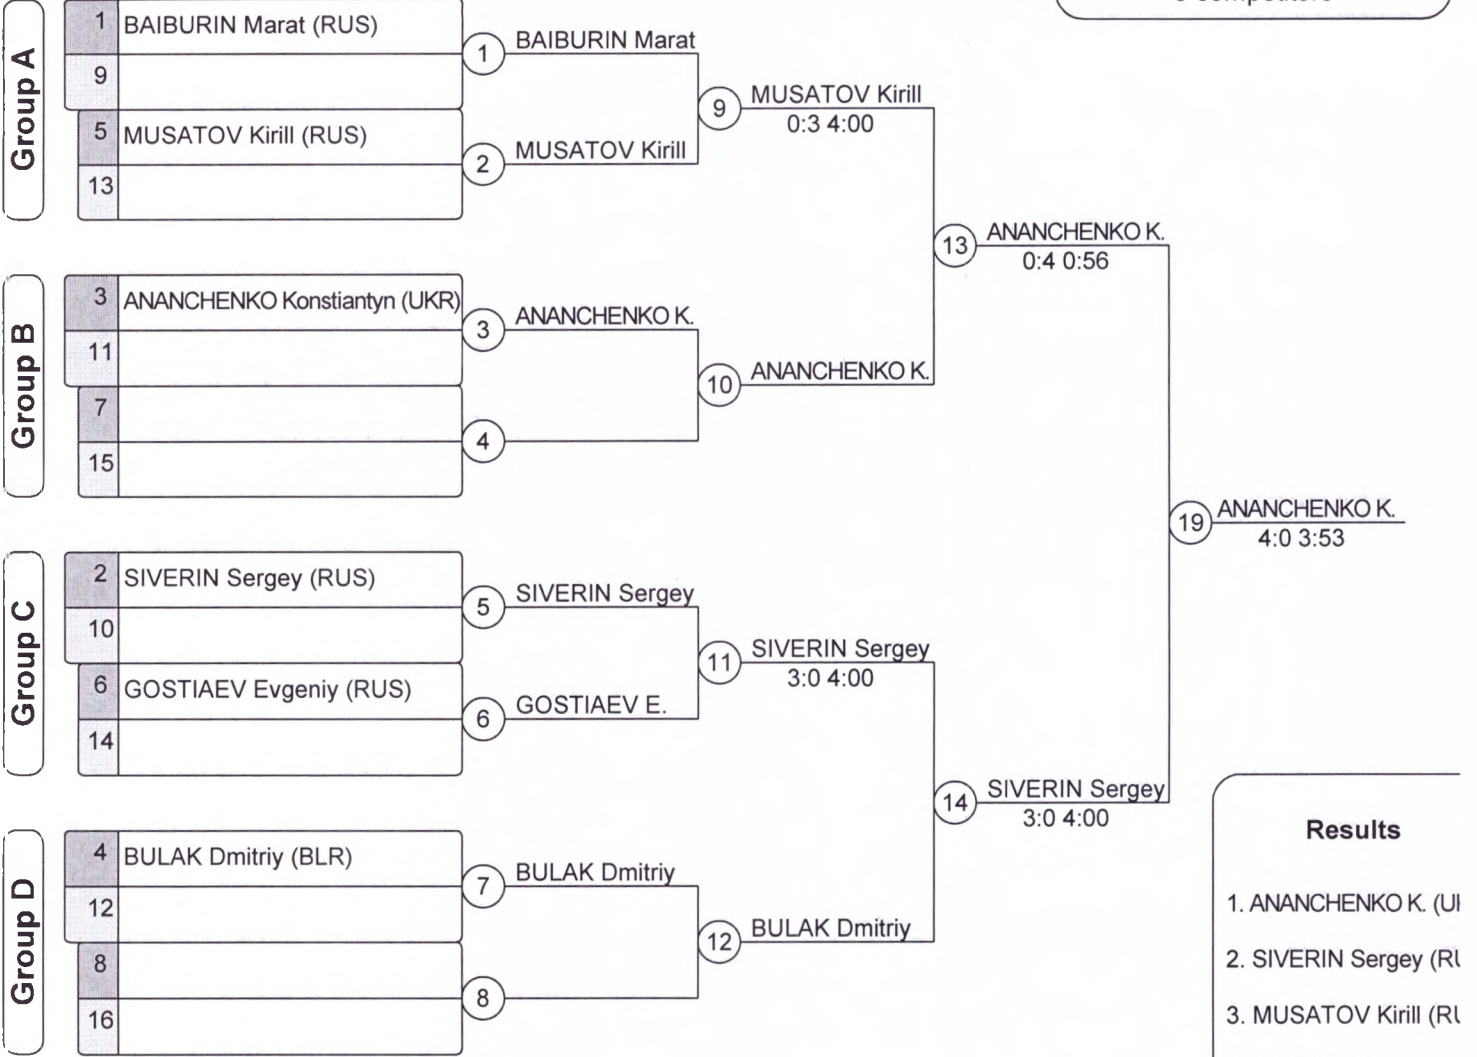 competitors
Group A
1 BAIBURIN Marat (RUS)
9
5 MUSATOV Kirill (RUS)
13
1 BAIBURIN Marat
2 MUSATOV Kirill
9 MUSATOV Kirill
0:3 4:00
Group B
3 ANANCHENKO Konstiantyn (UKR)
11
7
15
3 ANANCHENKO K.
4
10 ANANCHENKO K.
13 ANANCHENKO K.
0:4 0:56
Group C
2 SIVERIN Sergey (RUS)
10
6 GOSTIAEV Evgeniy (RUS)
14
5 SIVERIN Sergey
6 GOSTIAEV E.
11 SIVERIN Sergey
3:0 4:00
Group D
4 BULAK Dmitriy (BLR)
12
8
16
7 BULAK Dmitriy
8
12 BULAK Dmitriy
14 SIVERIN Sergey
3:0 4:00
19 ANANCHENKO K.
4:0 3:53
Results
1. ANANCHENKO K.
2. SIVERIN Sergey
3. MUSATOV Kirill